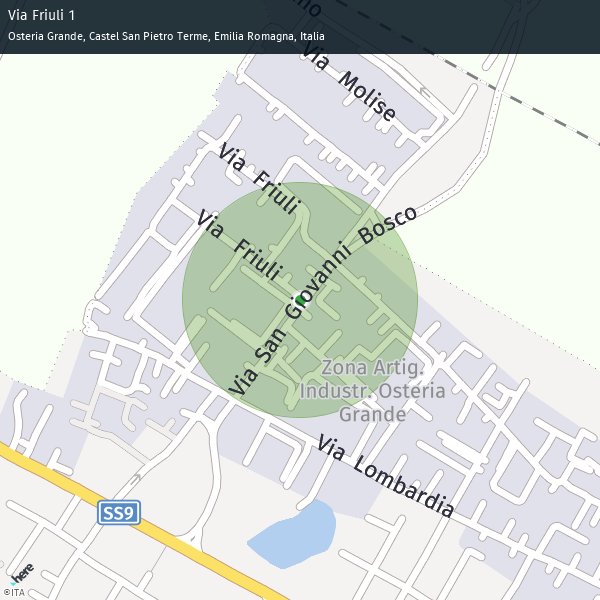 Via Friuli 1
Osteria Grande, Castel San Pietro Terme, Emilia Romagna, Italia
no
Via Molise
Via Friuli
Via Friuli
Via San Giovanni Bosco
Zona Artig.
Industr. Osteria
Grande
Via Lombardia
SS9
here
©ITA